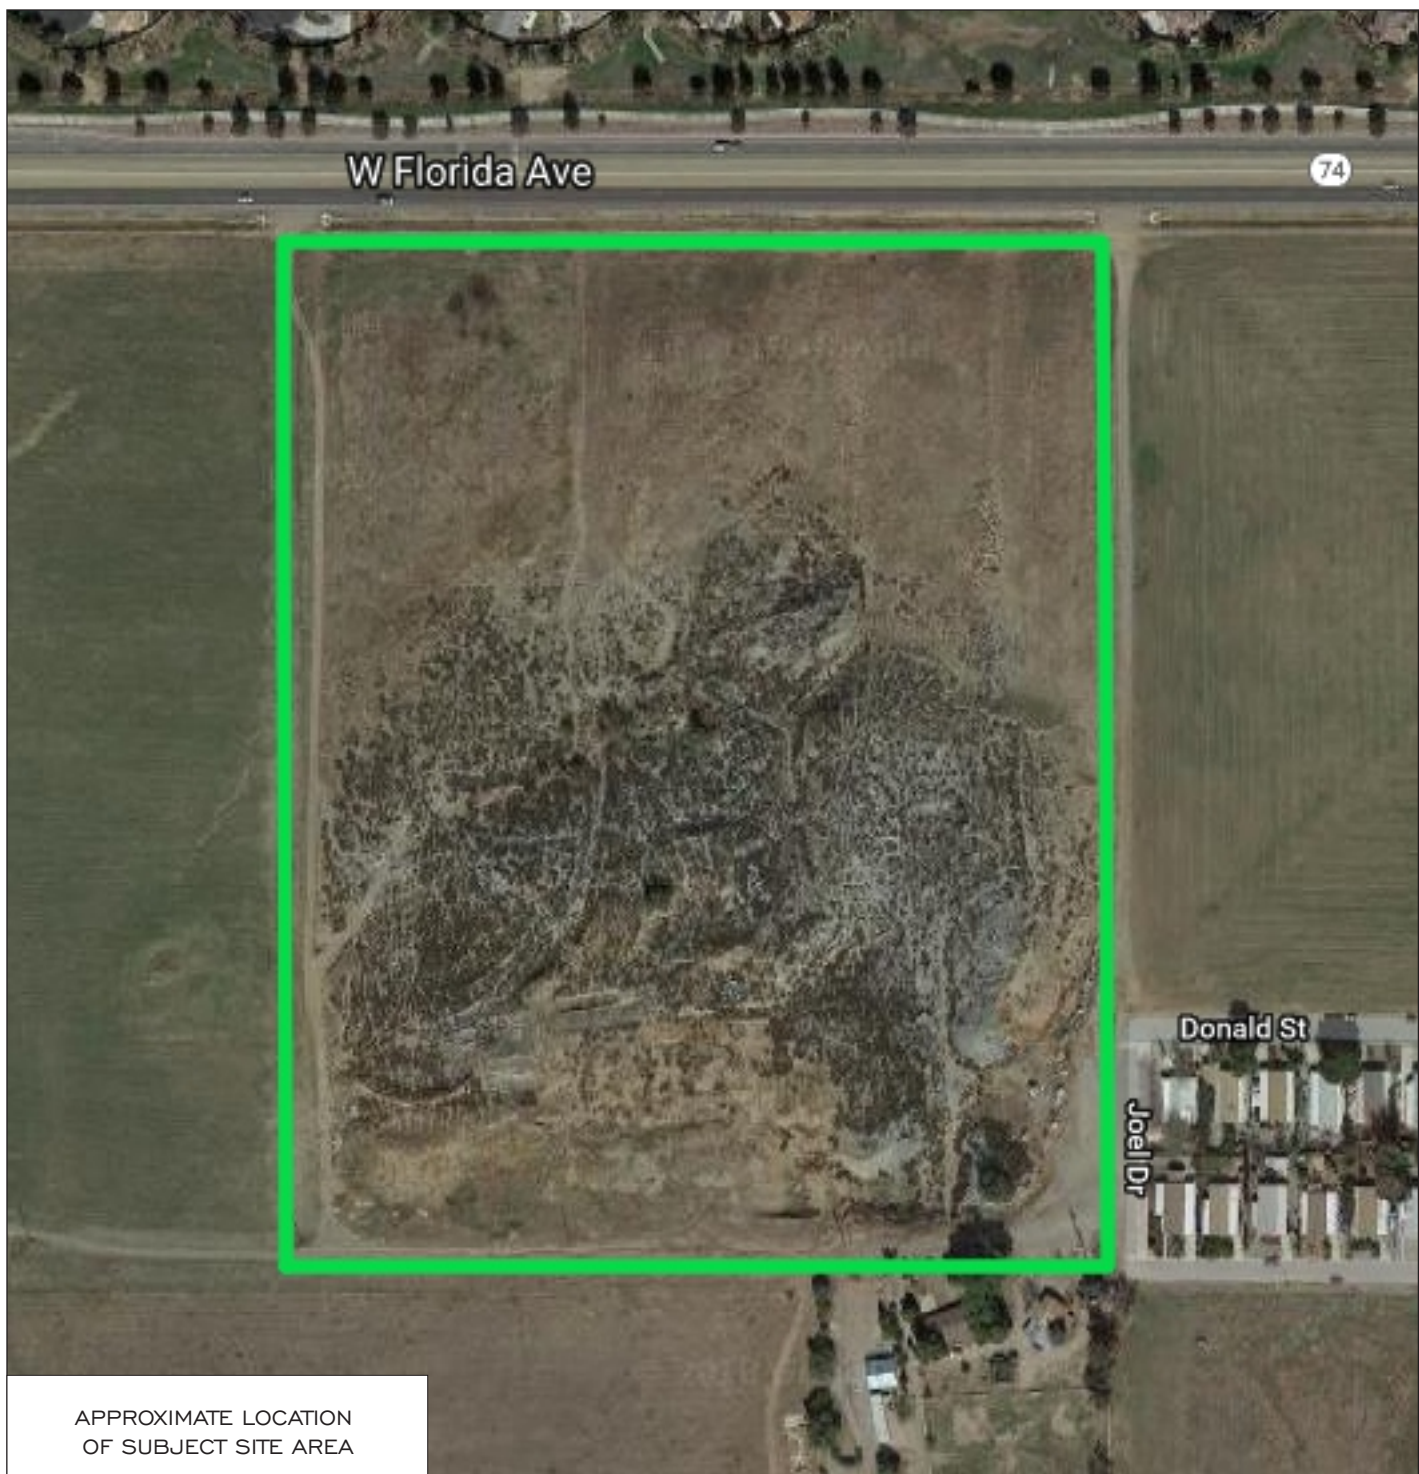 W Florida Ave
74
Donald St
Joel Dr
APPROXIMATE LOCATION
OF SUBJECT SITE AREA